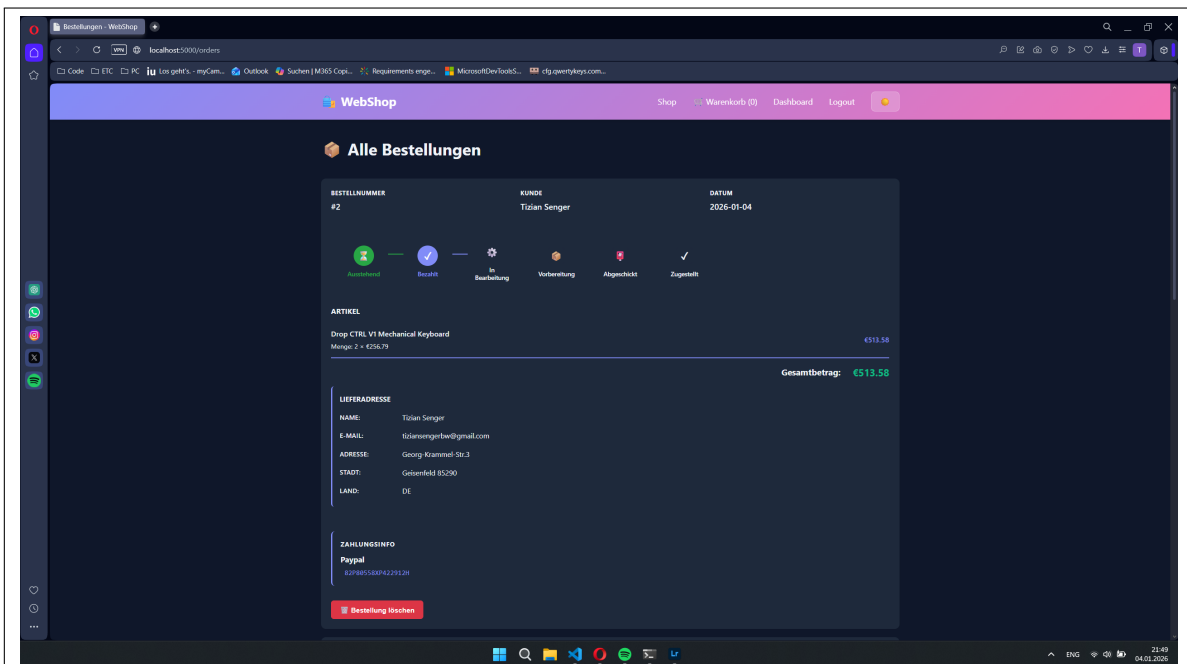 Bestellungen - WebShop
VPN localhost:5000/orders
T
Code ETC PC iu Los geht's. - myCam... Outlook Suchen | M365 Copi... Requirements enge... MicrosoftDevToolsS... cfg.qwertykeys.com...
WebShop Shop Warenkorb (0) Dashboard Logout
Alle Bestellungen
BESTELLNUMMER KUNDE DATUM
#2 Tizian Senger 2026-01-04
Ausstehend Bezahlt In Bearbeitung Vorbereitung Abgeschickt Zugestellt
ARTIKEL
Drop CTRL V1 Mechanical Keyboard
Menge: 2 × €256.79 €513.58
Gesamtbetrag: €513.58
LIEFERADRESSE
NAME: Tizian Senger
E-MAIL: tiziansengerbw@gmail.com
ADRESSE: Georg-Krammel-Str.3
STADT: Geisenfeld 85290
LAND: DE
ZAHLUNGSINFO
Paypal
Bestellung löschen
Lr
ENG 21:49
04.01.2026